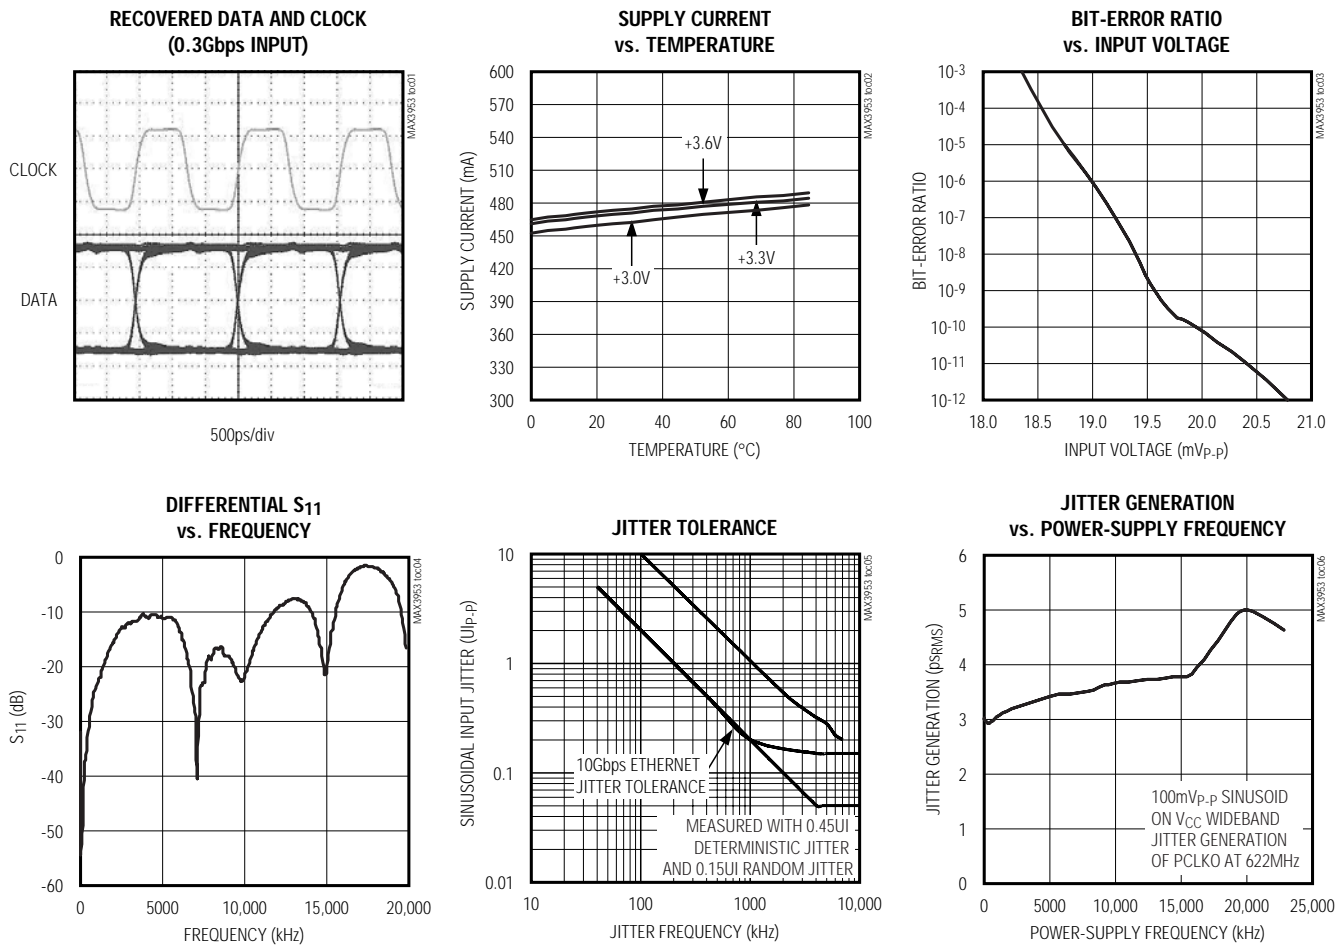 RECOVERED DATA AND CLOCK
(0.3Gbps INPUT)
MAX3953 toc01
CLOCK
DATA
500ps/div
SUPPLY CURRENT
vs. TEMPERATURE
MAX3953 toc02
SUPPLY CURRENT (mA)
600
570
540
510
480
450
420
390
360
330
300
+3.6V
+3.3V
+3.0V
0 20 40 60 80 100
TEMPERATURE (°C)
BIT-ERROR RATIO
vs. INPUT VOLTAGE
MAX3953 toc03
BIT-ERROR RATIO
10-3
10-4
10-5
10-6
10-7
10-8
10-9
10-10
10-11
10-12
18.0 18.5 19.0 19.5 20.0 20.5 21.0
INPUT VOLTAGE (mVP-P)
DIFFERENTIAL S11
vs. FREQUENCY
MAX3953 toc04
S11 (dB)
0
-10
-20
-30
-40
-50
-60
0 5000 10,000 15,000 20,000
FREQUENCY (kHz)
JITTER TOLERANCE
MAX3953 toc05
SINUSOIDAL INPUT JITTER (UIP-P)
10
1
0.1
0.01
10Gbps ETHERNET
JITTER TOLERANCE
MEASURED WITH 0.45UI
DETERMINISTIC JITTER
AND 0.15UI RANDOM JITTER
10 100 1000 10,000
JITTER FREQUENCY (kHz)
JITTER GENERATION
vs. POWER-SUPPLY FREQUENCY
MAX3953 toc06
JITTER GENERATION (psRMS)
6
5
4
3
2
1
0
100mVP-P SINUSOID
ON VCC WIDEBAND
JITTER GENERATION
OF PCLKO AT 622MHz
0 5000 10,000 15,000 20,000 25,000
POWER-SUPPLY FREQUENCY (kHz)